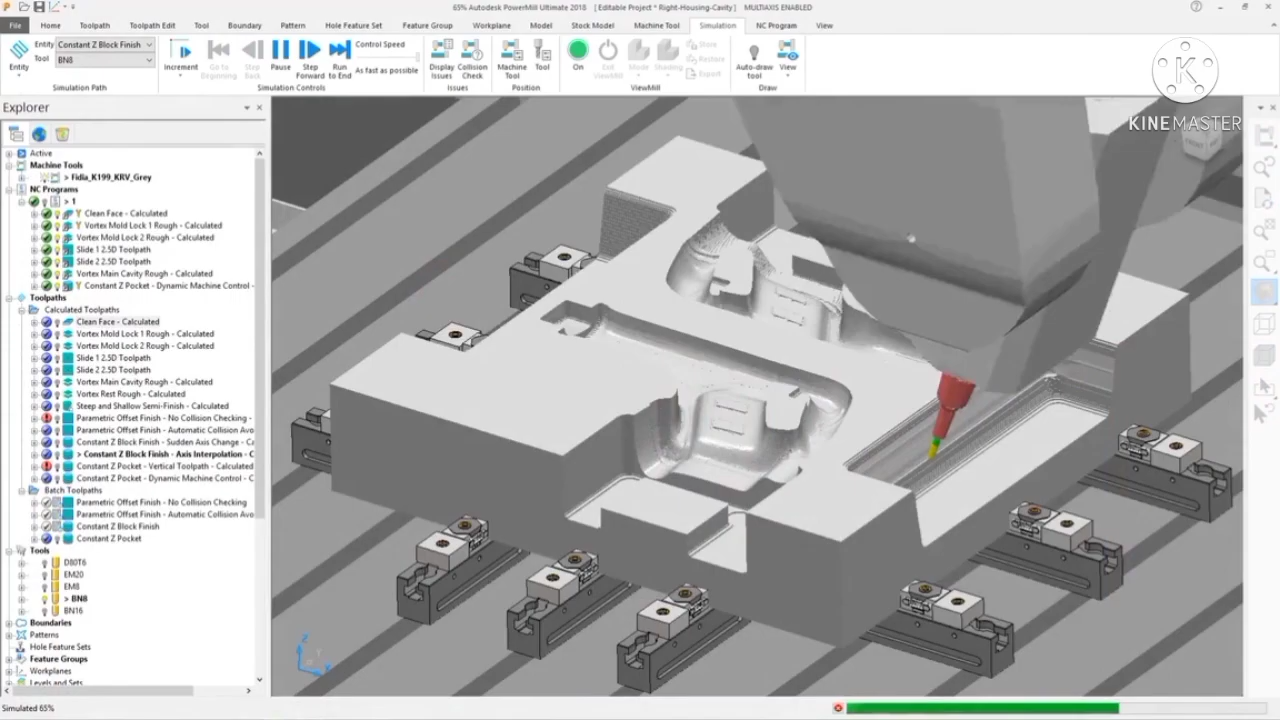 65% Autodesk PowerMill Ultimate 2018 [ Editable Project * Right-Housing-Cavity ] MULTIAXIS ENABLED
File Home Toolpath Toolpath Edit Tool Boundary Pattern Hole Feature Set Feature Group Workplane Model Stock Model Machine Tool Simulation NC Program View
Entity
Entity Constant Z Block Finish
Tool BN8
Simulation Path
Increment
Go to Beginning
Step Back
Pause
Step Forward
Run to End
Control Speed
As fast as possible
Simulation Controls
Display Issues
Collision Check
Issues
Machine Tool
Tool
Position
On
Exit ViewMill
Mode
Shading
Store
Restore
Export
ViewMill
Auto-draw tool
View
Draw
K
KINEMASTER
Explorer
Active
Machine Tools
> Fidia_K199_KRV_Grey
NC Programs
> 1
Clean Face - Calculated
Vortex Mold Lock 1 Rough - Calculated
Vortex Mold Lock 2 Rough - Calculated
Slide 1 2.5D Toolpath
Slide 2 2.5D Toolpath
Vortex Main Cavity Rough - Calculated
Constant Z Pocket - Dynamic Machine Control -
Toolpaths
Calculated Toolpaths
Clean Face - Calculated
Vortex Mold Lock 1 Rough - Calculated
Vortex Mold Lock 2 Rough - Calculated
Slide 1 2.5D Toolpath
Slide 2 2.5D Toolpath
Vortex Main Cavity Rough - Calculated
Vortex Rest Rough - Calculated
Steep and Shallow Semi-Finish - Calculated
Parametric Offset Finish - No Collision Checking -
Parametric Offset Finish - Automatic Collision Avo
Constant Z Block Finish - Sudden Axis Change - Ca
> Constant Z Block Finish - Axis Interpolation - C
Constant Z Pocket - Vertical Toolpath - Calculated
Constant Z Pocket - Dynamic Machine Control - C
Batch Toolpaths
Parametric Offset Finish - No Collision Checking
Parametric Offset Finish - Automatic Collision Avo
Constant Z Block Finish
Constant Z Pocket
Tools
D80T6
EM20
EM8
> BN8
BN16
Boundaries
Patterns
Hole Feature Sets
Feature Groups
Workplanes
Levels and Sets
Z
Y
Simulated 65%